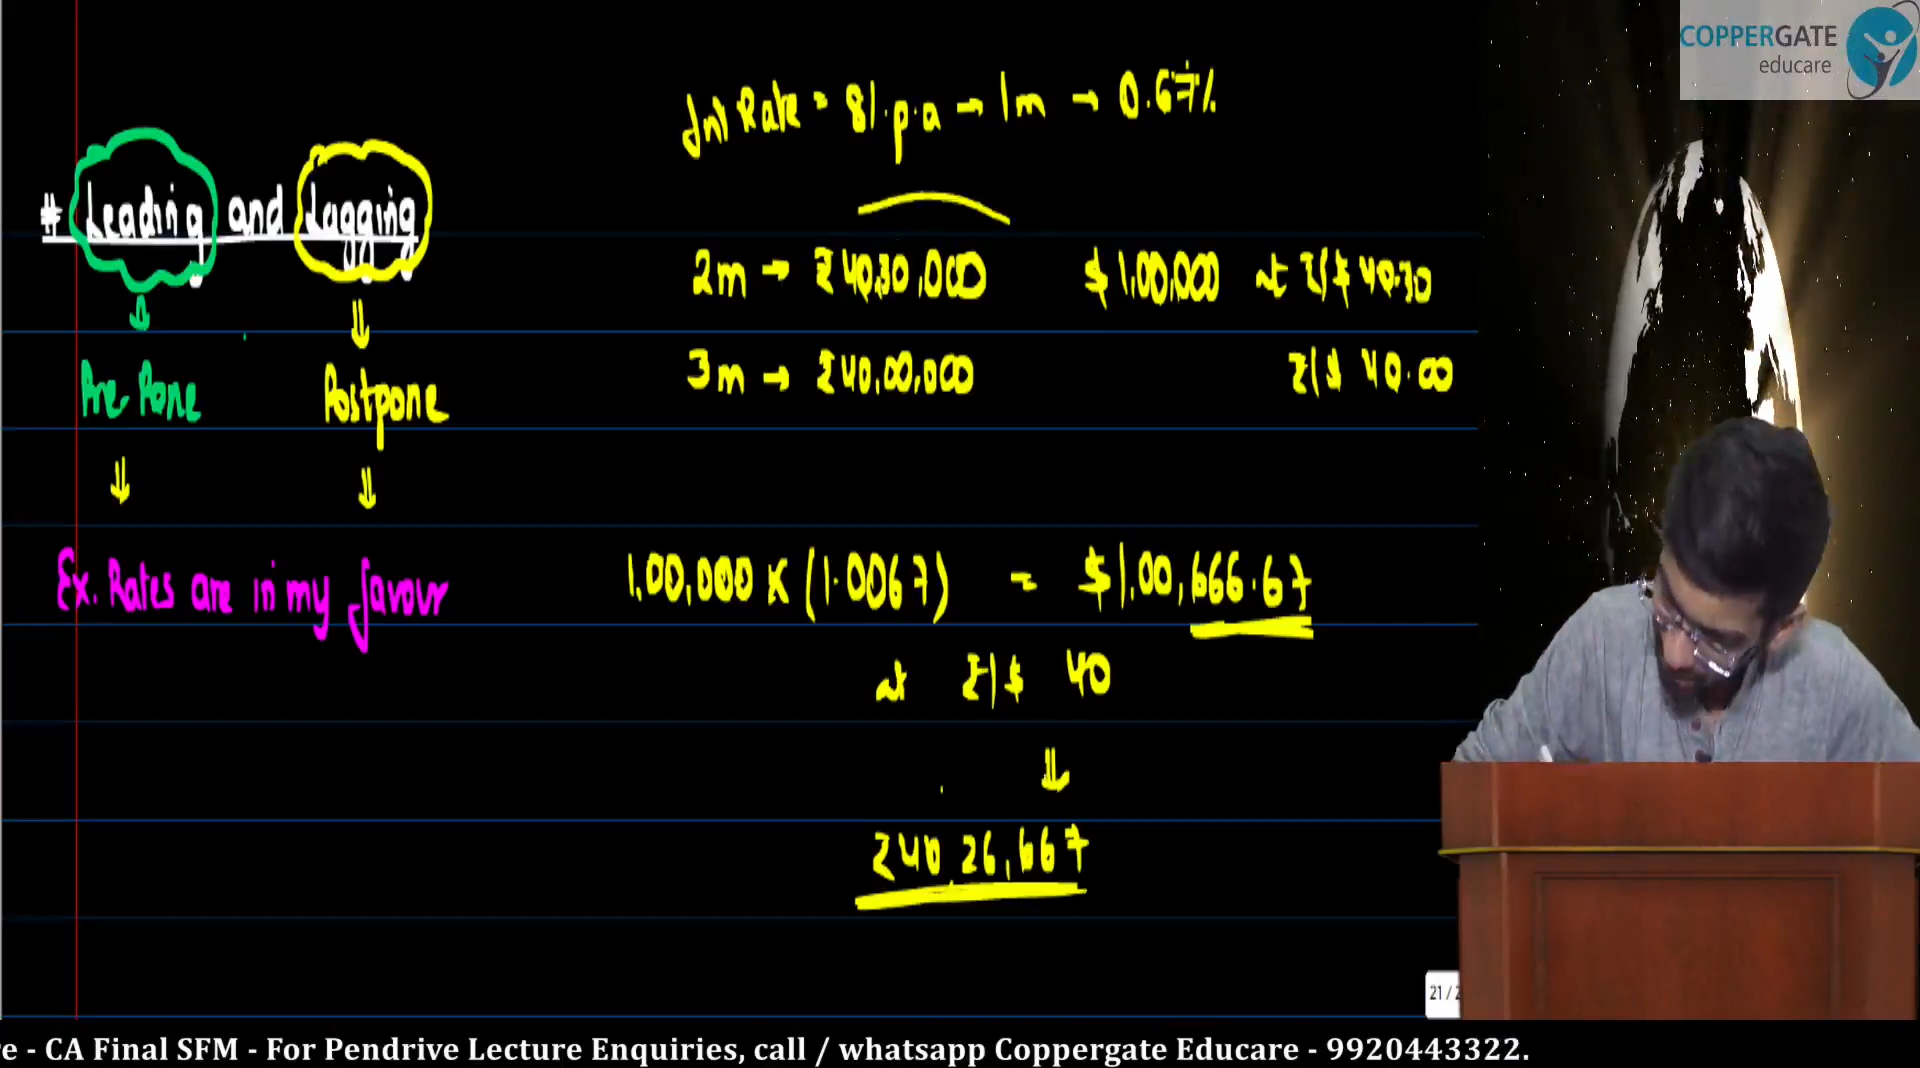 COPPERGATE
educare
Int Rate = 8%.p.a → 1m → 0.67%
# Leading and Lagging
2m → ₹40,30,000 $1,00,000 at ₹/$ 40.30
3m → ₹40,00,000 ₹/$ 40.00
Pre Pone Postpone
Ex. Rates are in my favour
1,00,000 x (1.0067) = $1,00,666.67
at ₹/$ 40
₹40,26,667
21 / 2
e - CA Final SFM - For Pendrive Lecture Enquiries, call / whatsapp Coppergate Educare - 9920443322.